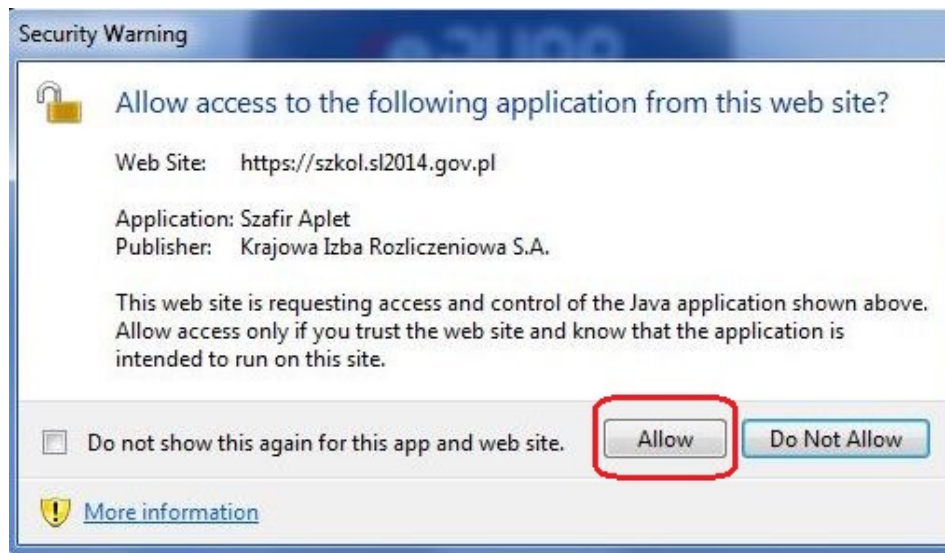 Security Warning
Allow access to the following application from this web site?
Web Site: https://szkol.sl2014.gov.pl
Application: Szafir Aplet
Publisher: Krajowa Izba Rozliczeniowa S.A.
This web site is requesting access and control of the Java application shown above.
Allow access only if you trust the web site and know that the application is
intended to run on this site.
Do not show this again for this app and web site. Allow Do Not Allow
More information